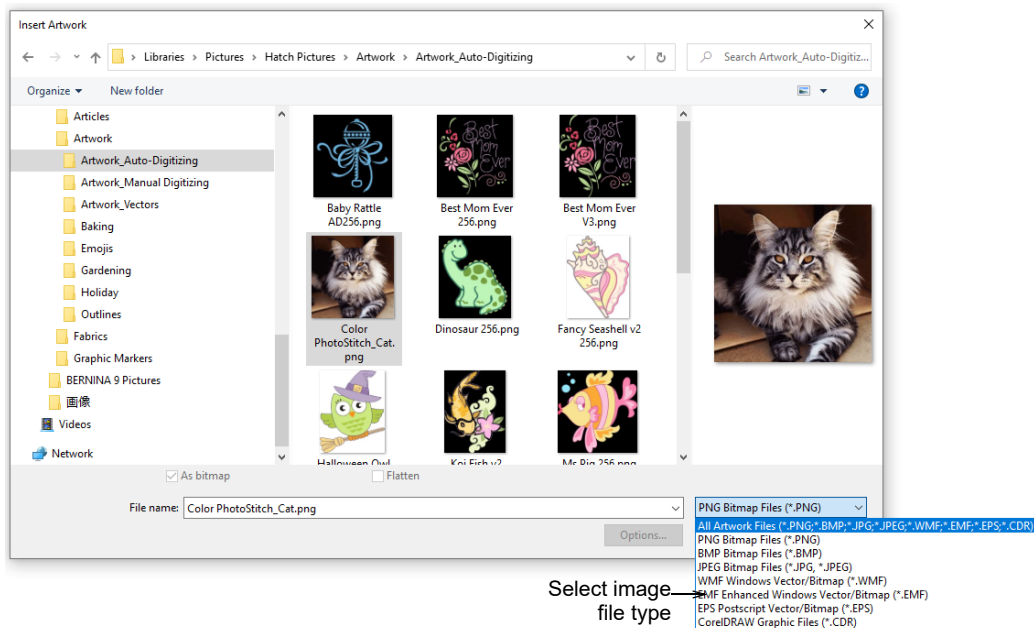 Insert Artwork
Libraries > Pictures > Hatch Pictures > Artwork > Artwork_Auto-Digitizing
Search Artwork_Auto-Digitiz...
Organize
New folder
Articles
Artwork
Artwork_Auto-Digitizing
Artwork_Manual Digitizing
Artwork_Vectors
Baking
Emojis
Gardening
Holiday
Outlines
Fabrics
Graphic Markers
BERNINA 9 Pictures
画像
Videos
Network
Best
Mom
Ever
Best
Mom
Ever
Baby Rattle
AD256.png
Best Mom Ever
256.png
Best Mom Ever
V3.png
Color
PhotoStitch_Cat.
png
Dinosaur 256.png
Fancy Seashell v2
256.png
Halloween Owl
Koi Fish v2
Ms Pig 256.png
As bitmap
Flatten
File name:
Color PhotoStitch_Cat.png
PNG Bitmap Files (*.PNG)
Options...
All Artwork Files (*.PNG;*.BMP;*.JPG;*.JPEG;*.WMF;*.EMF;*.EPS;*.CDR)
PNG Bitmap Files (*.PNG)
BMP Bitmap Files (*.BMP)
JPEG Bitmap Files (*.JPG, *.JPEG)
WMF Windows Vector/Bitmap (*.WMF)
EMF Enhanced Windows Vector/Bitmap (*.EMF)
EPS Postscript Vector/Bitmap (*.EPS)
CorelDRAW Graphic Files (*.CDR)
Select image
file type